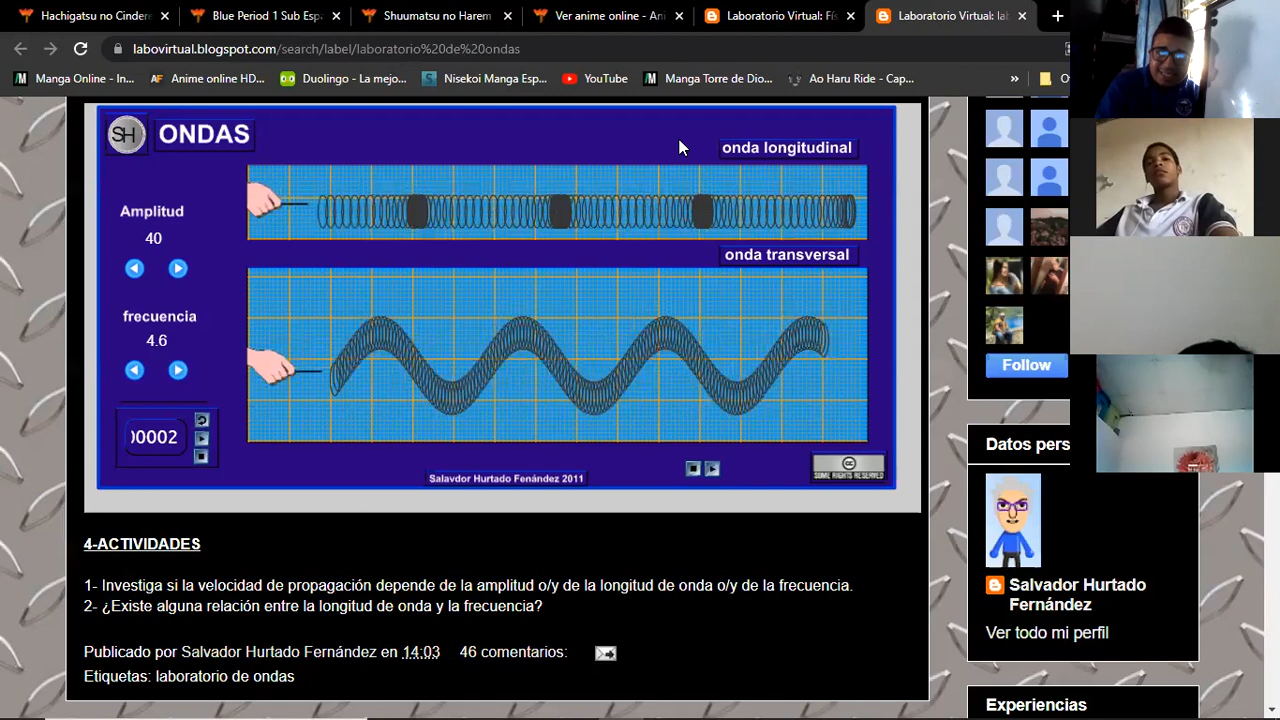 Hachigatsu no Cinder
Blue Period 1 Sub Esp
Shuumatsu no Harem
Ver anime online - Ani
Laboratorio Virtual: Fís
Laboratorio Virtual: lab
labovirtual.blogspot.com/search/label/laboratorio%20de%20ondas
Manga Online - In...
Anime online HD...
Duolingo - La mejo...
Nisekoi Manga Esp...
YouTube
Manga Torre de Dio...
Ao Haru Ride - Cap...
»
SH
ONDAS
onda longitudinal
Amplitud
40
onda transversal
frecuencia
4.6
00002
Salavdor Hurtado Fenández 2011
cc
SOME RIGHTS RESERVED
4-ACTIVIDADES
1- Investiga si la velocidad de propagación depende de la amplitud o/y de la longitud de onda o/y de la frecuencia.
2- ¿Existe alguna relación entre la longitud de onda y la frecuencia?
Publicado por Salvador Hurtado Fernández en 14:03 46 comentarios:
Etiquetas: laboratorio de ondas
Follow
Datos pers
Salvador Hurtado
Fernández
Ver todo mi perfil
Experiencias